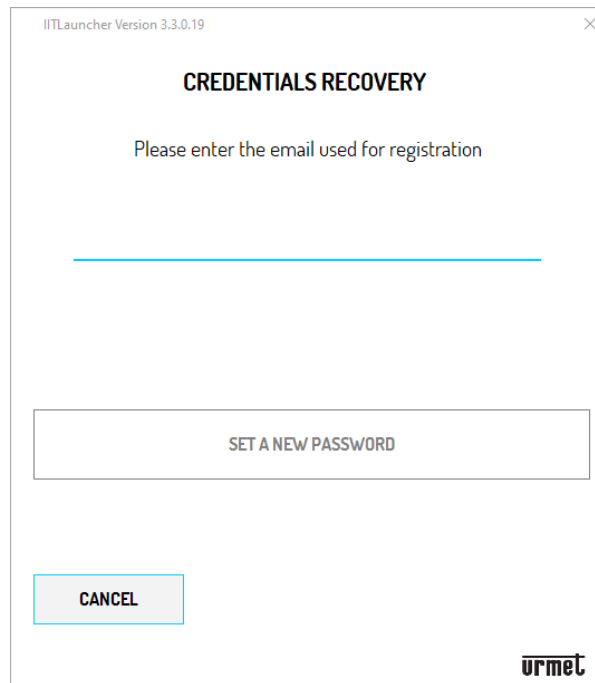 IITLauncher Version 3.3.0.19
CREDENTIALS RECOVERY
Please enter the email used for registration
SET A NEW PASSWORD
CANCEL
urmet